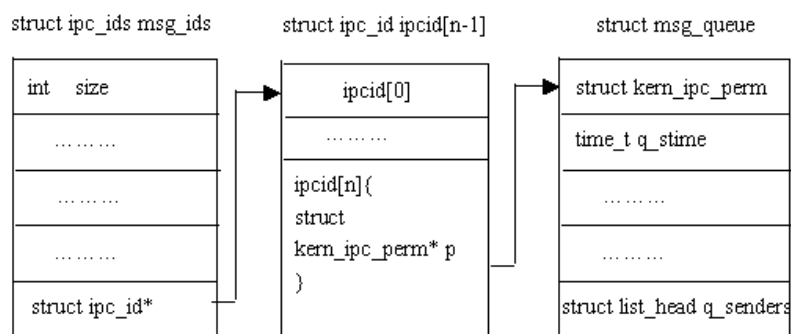 struct ipc_ids msg_ids
struct ipc_id ipcid[n-1]
struct msg_queue
int size
………
………
………
struct ipc_id*
ipcid[0]
………
ipcid[n]{
struct
kern_ipc_perm* p
}
struct kern_ipc_perm
time_t q_stime
………
………
struct list_head q_senders